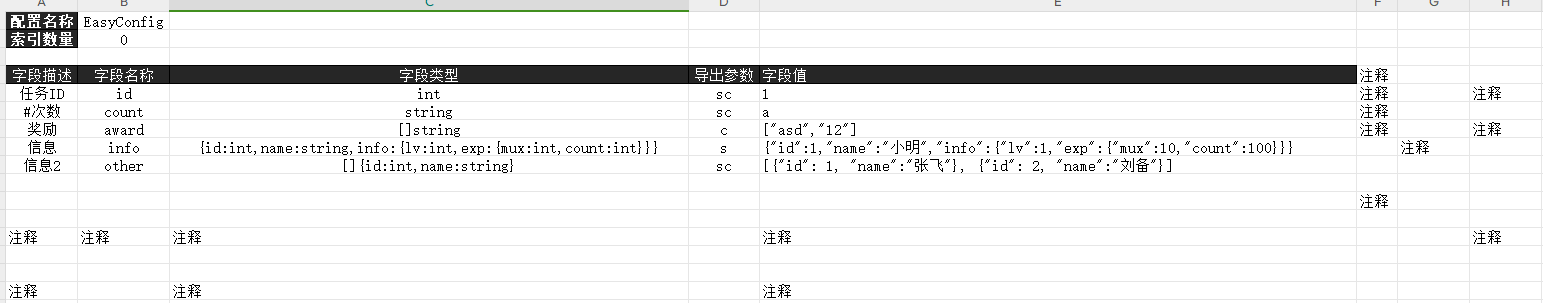 A B C D E F G H
配置名称 EasyConfig
索引数量 0
字段描述 字段名称 字段类型 导出参数 字段值 注释
任务ID id int sc 1 注释 注释
#次数 count string sc a 注释
奖励 award []string c ["asd","12"] 注释 注释
信息 info {id:int,name:string,info:{lv:int,exp:{mux:int,count:int}}} s {"id":1,"name":"小明","info":{"lv":1,"exp":{"mux":10,"count":100}}} 注释
信息2 other []{id:int,name:string} sc [{"id": 1, "name":"张飞"}, {"id": 2, "name":"刘备"}]
注释
注释 注释 注释 注释 注释
注释 注释 注释